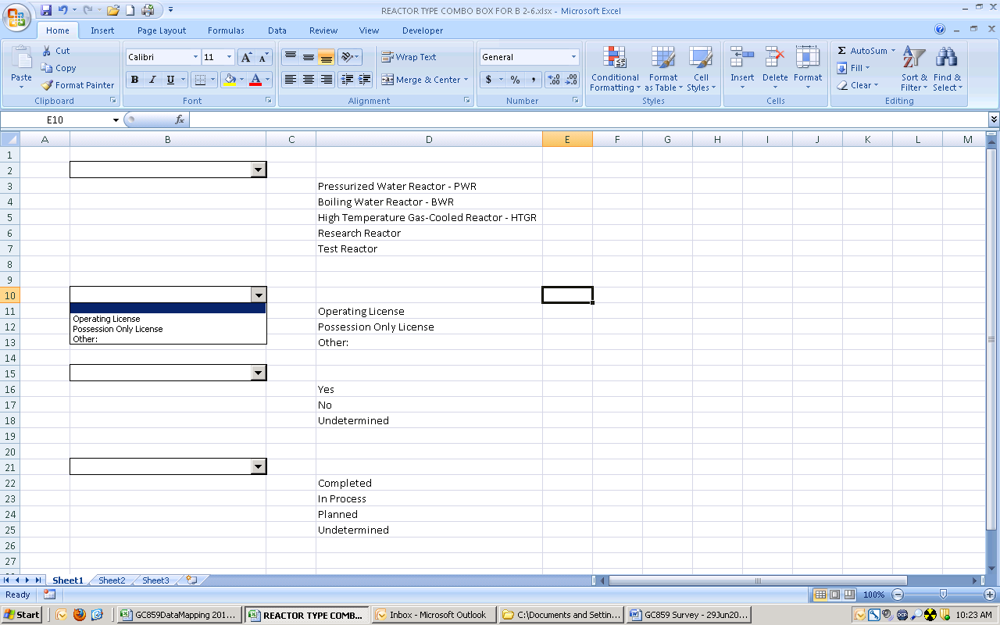 REACTOR TYPE COMBO BOX FOR B 2-6.xlsx - Microsoft Excel
Home Insert Page Layout Formulas Data Review View Developer
Paste
Cut
Copy
Format Painter
Clipboard
Calibri 11
B I U
Font
Wrap Text
Merge & Center
Alignment
General
$ % , .00 .0
Number
Conditional Formatting
Format as Table
Cell Styles
Styles
Insert Delete Format
Cells
Σ AutoSum
Fill
Clear
Sort & Filter
Find & Select
Editing
E10 fx
A B C D E F G H I J K L M
1
2
3 Pressurized Water Reactor - PWR
4 Boiling Water Reactor - BWR
5 High Temperature Gas-Cooled Reactor - HTGR
6 Research Reactor
7 Test Reactor
8
9
10
11 Operating License Operating License
12 Possession Only License Possession Only License
13 Other: Other:
14
15
16 Yes
17 No
18 Undetermined
19
20
21
22 Completed
23 In Process
24 Planned
25 Undetermined
26
27
Sheet1 Sheet2 Sheet3
Ready 100%
Start GC859DataMapping 201... REACTOR TYPE COMB... Inbox - Microsoft Outlook C:\Documents and Settin... GC859 Survey - 29Jun20... 10:23 AM